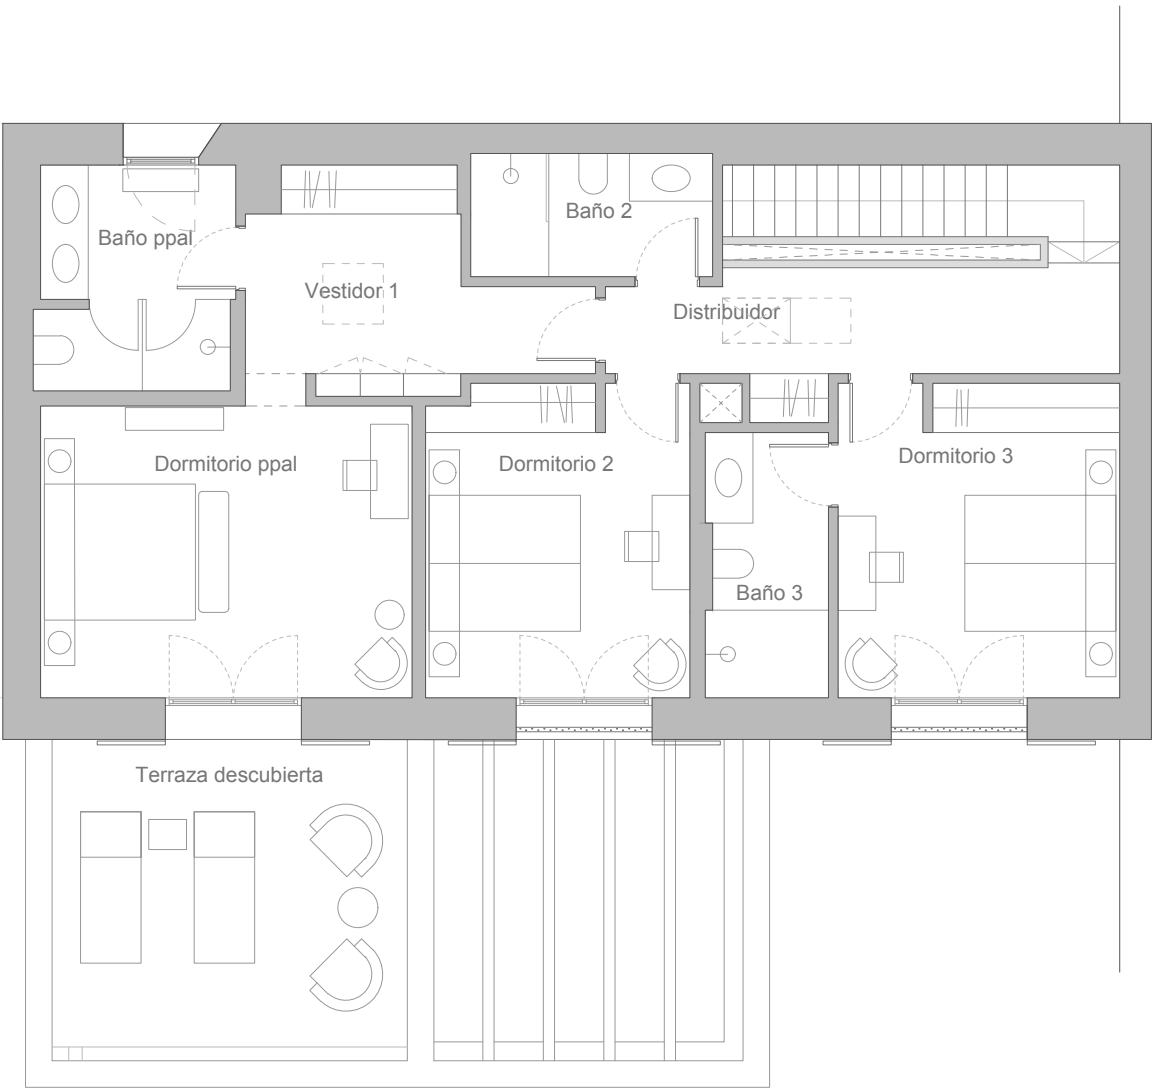 Baño 2
Baño ppal
Vestidor 1
Distribuidor
Dormitorio ppal
Dormitorio 2
Dormitorio 3
Baño 3
Terraza descubierta